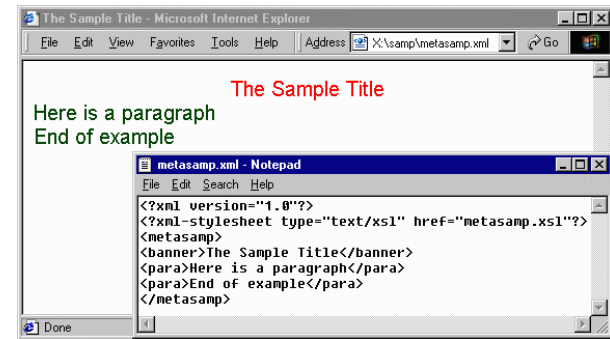 The Sample Title - Microsoft Internet Explorer
File Edit View Favorites Tools Help Address X:\samp\metasamp.xml Go
The Sample Title
Here is a paragraph
End of example
metasamp.xml - Notepad
File Edit Search Help
<?xml version="1.0"?>
<?xml-stylesheet type="text/xsl" href="metasamp.xsl"?>
<metasamp>
<banner>The Sample Title</banner>
<para>Here is a paragraph</para>
<para>End of example</para>
</metasamp>
Done